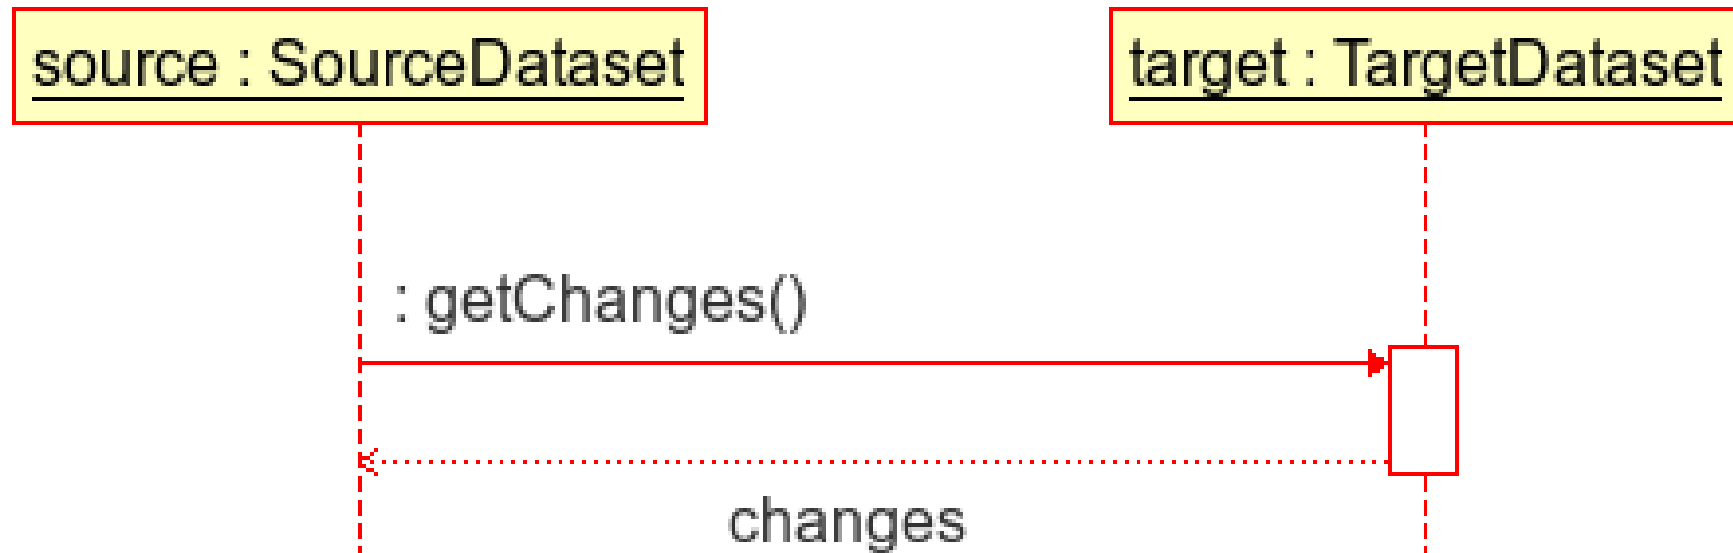 source : SourceDataset
target : TargetDataset
: getChanges()
changes